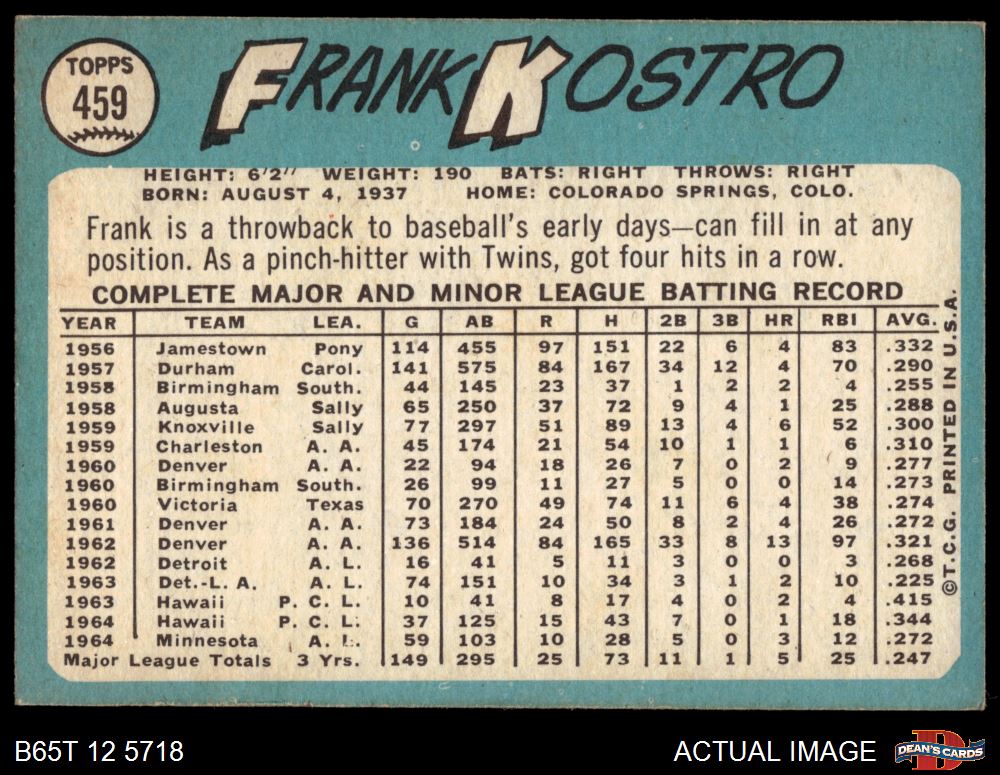 TOPPS
459
FRANK KOSTRO
HEIGHT: 6'2" WEIGHT: 190 BATS: RIGHT THROWS: RIGHT
BORN: AUGUST 4, 1937 HOME: COLORADO SPRINGS, COLO.
Frank is a throwback to baseball's early days—can fill in at any
position. As a pinch-hitter with Twins, got four hits in a row.
COMPLETE MAJOR AND MINOR LEAGUE BATTING RECORD
YEAR TEAM LEA. G AB R H 2B 3B HR RBI AVG.
1956 Jamestown Pony 114 455 97 151 22 6 4 83 .332
1957 Durham Carol. 141 575 84 167 34 12 4 70 .290
1958 Birmingham South. 44 145 23 37 1 2 2 4 .255
1958 Augusta Sally 65 250 37 72 9 4 1 25 .288
1959 Knoxville Sally 77 297 51 89 13 4 6 52 .300
1959 Charleston A. A. 45 174 21 54 10 1 1 6 .310
1960 Denver A. A. 22 94 18 26 7 0 2 9 .277
1960 Birmingham South. 26 99 11 27 5 0 0 14 .273
1960 Victoria Texas 70 270 49 74 11 6 4 38 .274
1961 Denver A. A. 73 184 24 50 8 2 4 26 .272
1962 Denver A. A. 136 514 84 165 33 8 13 97 .321
1962 Detroit A. L. 16 41 5 11 3 0 0 3 .268
1963 Det.-L. A. A. L. 74 151 10 34 3 1 2 10 .225
1963 Hawaii P. C. L. 10 41 8 17 4 0 2 4 .415
1964 Hawaii P. C. L. 37 125 15 43 7 0 1 18 .344
1964 Minnesota A. L. 59 103 10 28 5 0 3 12 .272
Major League Totals 3 Yrs. 149 295 25 73 11 1 5 25 .247
©T.C.G. PRINTED IN U.S.A.
B65T 12 5718
ACTUAL IMAGE
DEAN'S CARDS